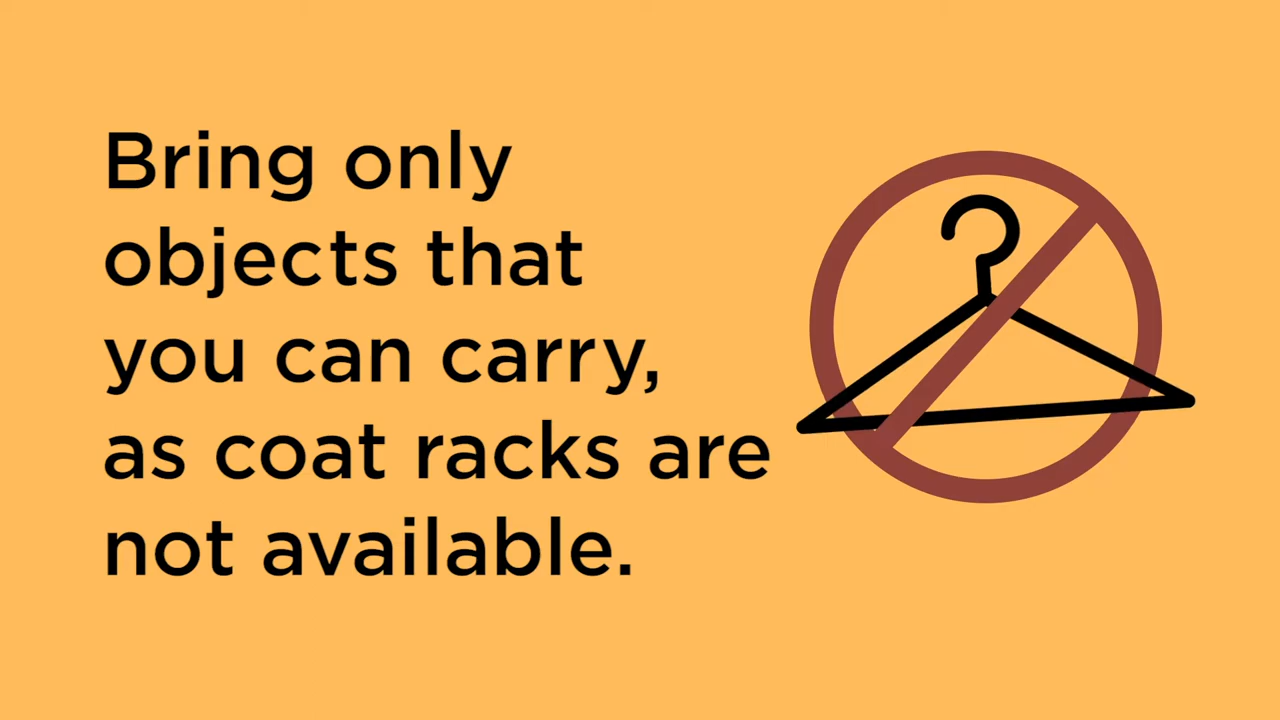 Bring only
objects that
you can carry,
as coat racks are
not available.